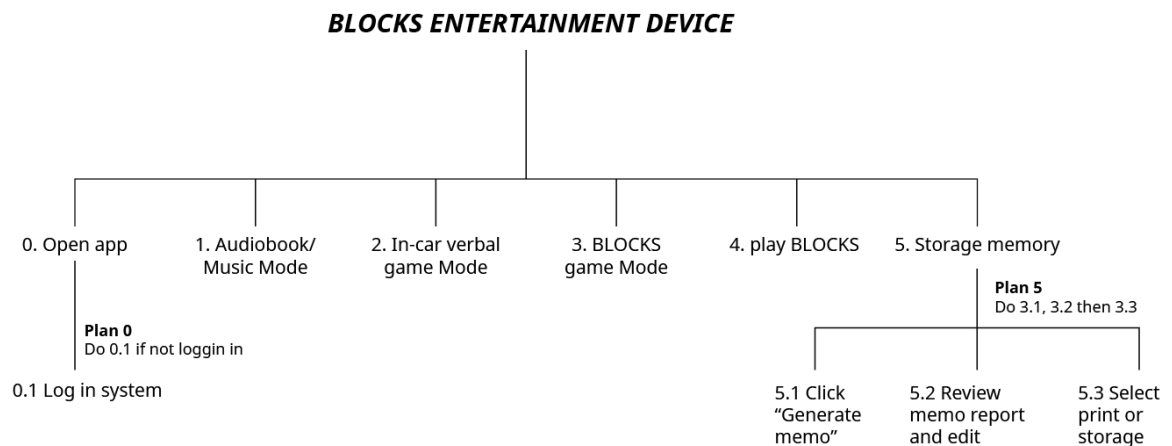 BLOCKS ENTERTAINMENT DEVICE
0. Open app
1. Audiobook/
Music Mode
2. In-car verbal
game Mode
3. BLOCKS
game Mode
4. play BLOCKS
5. Storage memory
Plan 0
Do 0.1 if not loggin in
0.1 Log in system
Plan 5
Do 3.1, 3.2 then 3.3
5.1 Click
“Generate
memo”
5.2 Review
memo report
and edit
5.3 Select
print or
storage